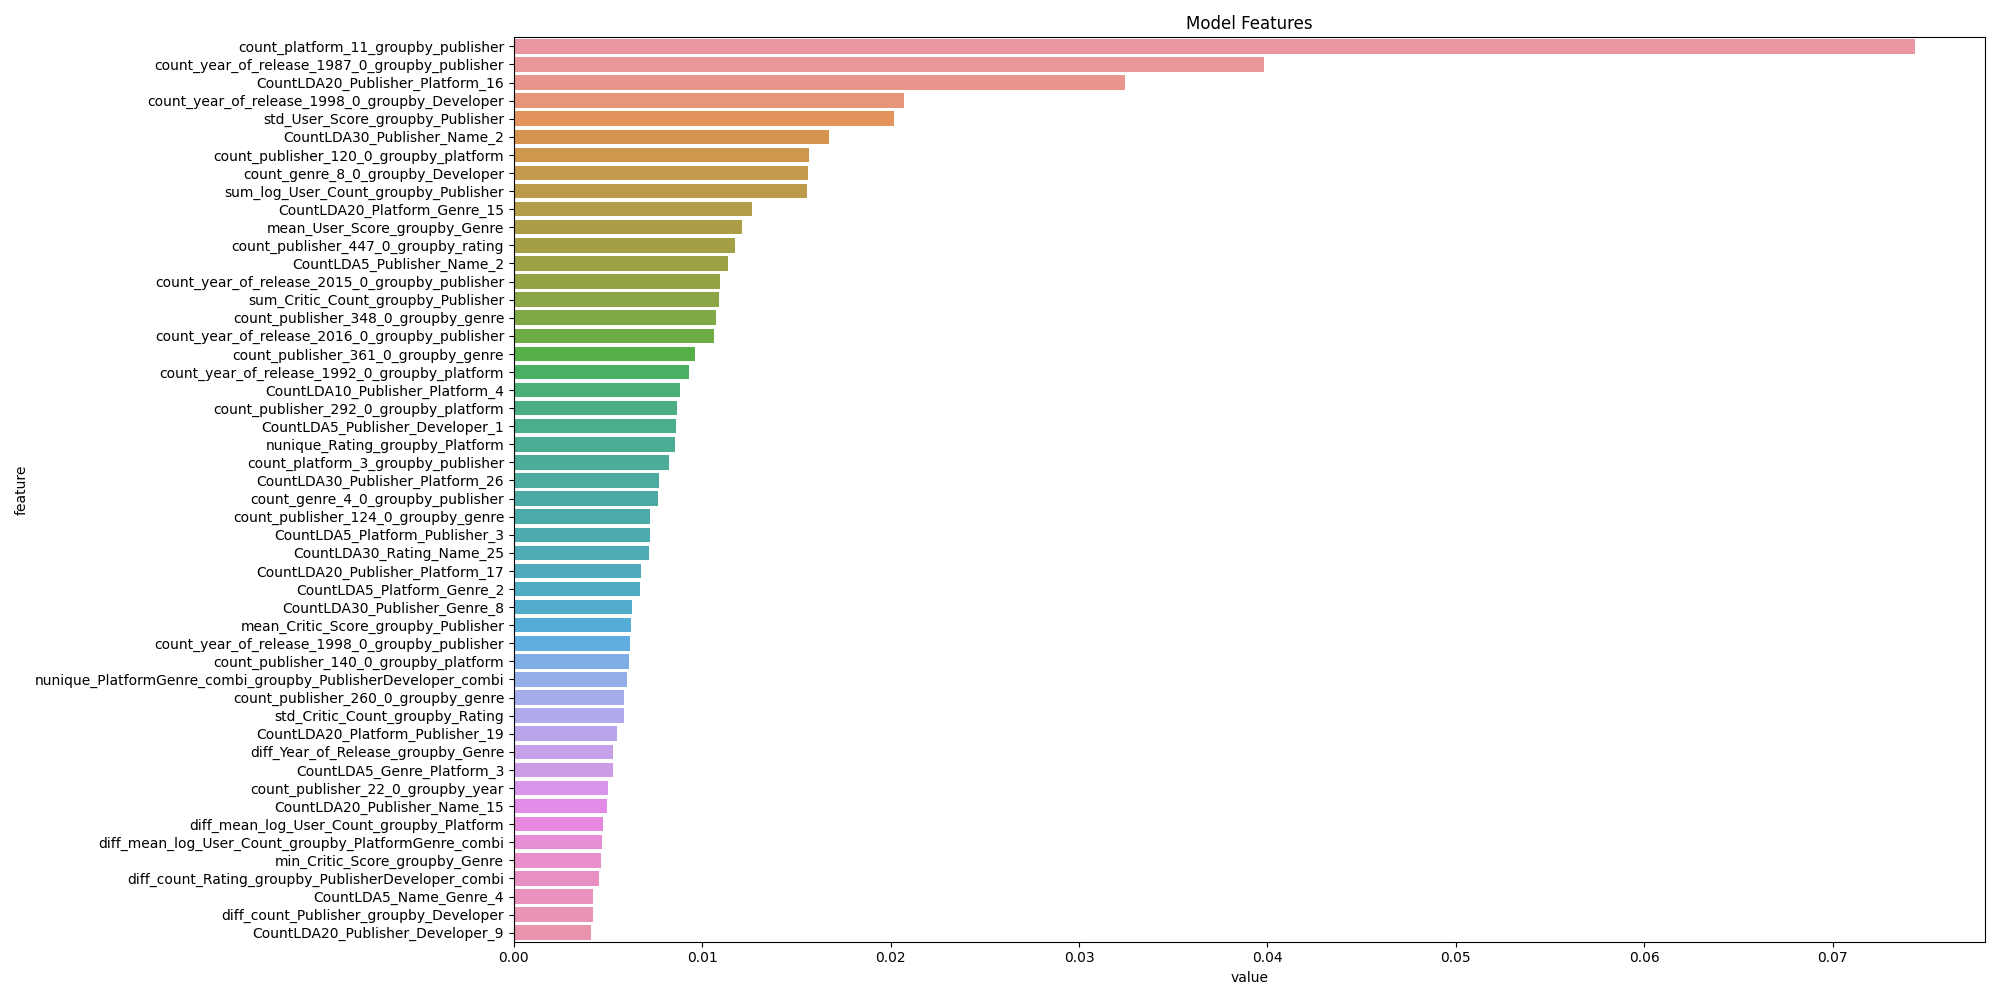 Model Features
count_platform_11_groupby_publisher
count_year_of_release_1987_0_groupby_publisher
CountLDA20_Publisher_Platform_16
count_year_of_release_1998_0_groupby_Developer
std_User_Score_groupby_Publisher
CountLDA30_Publisher_Name_2
count_publisher_120_0_groupby_platform
count_genre_8_0_groupby_Developer
sum_log_User_Count_groupby_Publisher
CountLDA20_Platform_Genre_15
mean_User_Score_groupby_Genre
count_publisher_447_0_groupby_rating
CountLDA5_Publisher_Name_2
count_year_of_release_2015_0_groupby_publisher
sum_Critic_Count_groupby_Publisher
count_publisher_348_0_groupby_genre
count_year_of_release_2016_0_groupby_publisher
count_publisher_361_0_groupby_genre
count_year_of_release_1992_0_groupby_platform
CountLDA10_Publisher_Platform_4
count_publisher_292_0_groupby_platform
CountLDA5_Publisher_Developer_1
nunique_Rating_groupby_Platform
count_platform_3_groupby_publisher
CountLDA30_Publisher_Platform_26
count_genre_4_0_groupby_publisher
count_publisher_124_0_groupby_genre
CountLDA5_Platform_Publisher_3
CountLDA30_Rating_Name_25
CountLDA20_Publisher_Platform_17
CountLDA5_Platform_Genre_2
CountLDA30_Publisher_Genre_8
mean_Critic_Score_groupby_Publisher
count_year_of_release_1998_0_groupby_publisher
count_publisher_140_0_groupby_platform
nunique_PlatformGenre_combi_groupby_PublisherDeveloper_combi
count_publisher_260_0_groupby_genre
std_Critic_Count_groupby_Rating
CountLDA20_Platform_Publisher_19
diff_Year_of_Release_groupby_Genre
CountLDA5_Genre_Platform_3
count_publisher_22_0_groupby_year
CountLDA20_Publisher_Name_15
diff_mean_log_User_Count_groupby_Platform
diff_mean_log_User_Count_groupby_PlatformGenre_combi
min_Critic_Score_groupby_Genre
diff_count_Rating_groupby_PublisherDeveloper_combi
CountLDA5_Name_Genre_4
diff_count_Publisher_groupby_Developer
CountLDA20_Publisher_Developer_9
feature
0.00 0.01 0.02 0.03 0.04 0.05 0.06 0.07
value